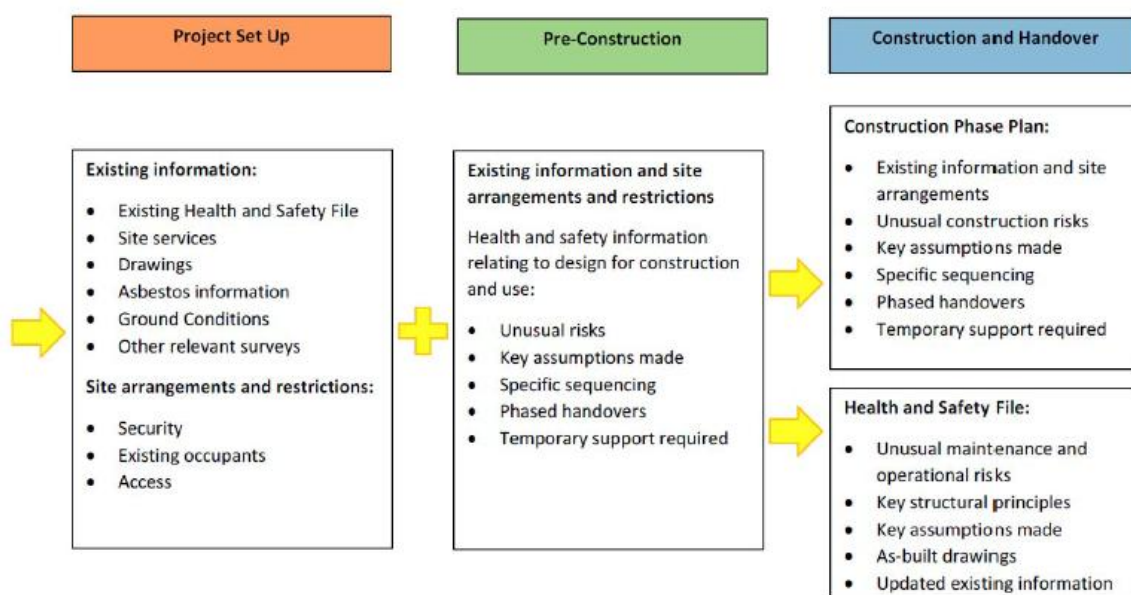 Project Set Up
Pre-Construction
Construction and Handover
Existing information:
• Existing Health and Safety File
• Site services
• Drawings
• Asbestos information
• Ground Conditions
• Other relevant surveys
Site arrangements and restrictions:
• Security
• Existing occupants
• Access
Existing information and site
arrangements and restrictions
Health and safety information
relating to design for construction
and use:
• Unusual risks
• Key assumptions made
• Specific sequencing
• Phased handovers
• Temporary support required
Construction Phase Plan:
• Existing information and site
arrangements
• Unusual construction risks
• Key assumptions made
• Specific sequencing
• Phased handovers
• Temporary support required
Health and Safety File:
• Unusual maintenance and
operational risks
• Key structural principles
• Key assumptions made
• As-built drawings
• Updated existing information